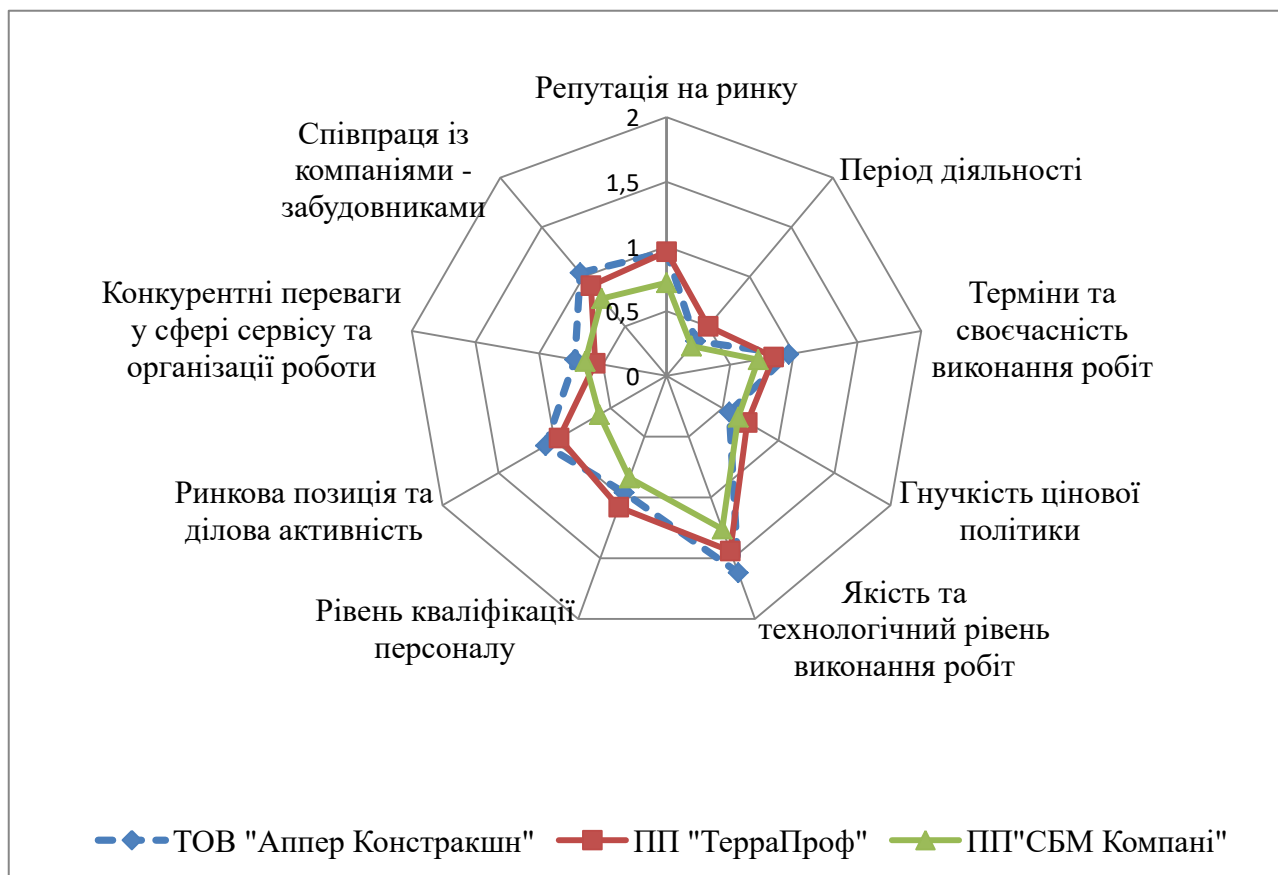 Репутація на ринку
2
1,5
1
0,5
0
Період діяльності
Терміни та
своєчасність
виконання робіт
Гнучкість цінової
політики
Якість та
технологічний рівень
виконання робіт
Рівень кваліфікації
персоналу
Ринкова позиція та
ділова активність
Конкурентні переваги
у сфері сервісу та
організації роботи
Співпраця із
компаніями -
забудовниками
ТОВ "Аппер Констракшн"
ПП "ТерраПроф"
ПП"СБМ Компані"